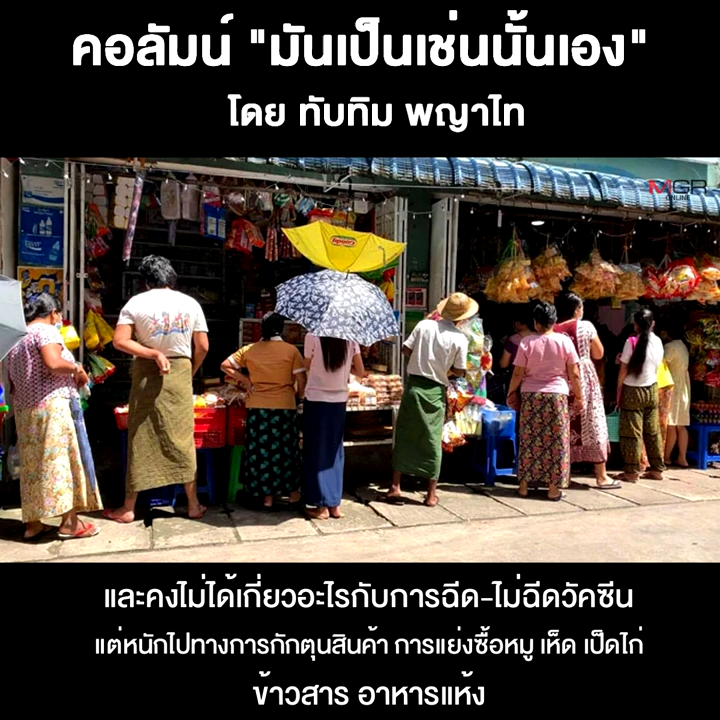 คอลัมน์ "มันเป็นเช่นนั้นเอง"
โดย ทับทิม พญาไท
MGR
ONLINE
และคงไม่ได้เกี่ยวอะไรกับการฉีด-ไม่ฉีดวัคซีน
แต่หนักไปทางการกักตุนสินค้า การแย่งซื้อหมู เห็ด เป็ดไก่
ข้าวสาร อาหารแห้ง